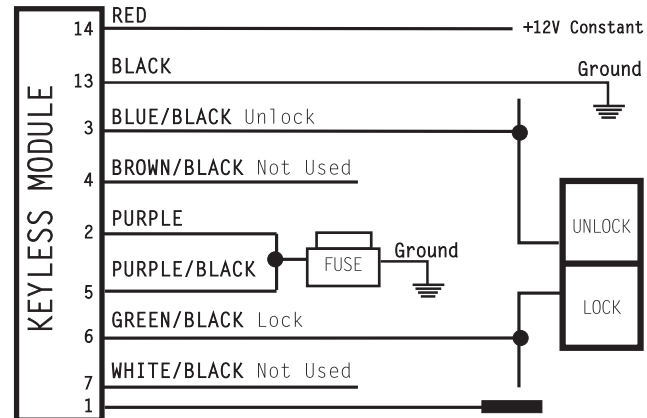 KEYLESS MODULE
14 RED +12V Constant
13 BLACK Ground
3 BLUE/BLACK Unlock
4 BROWN/BLACK Not Used
2 PURPLE
5 PURPLE/BLACK FUSE Ground
6 GREEN/BLACK Lock
7 WHITE/BLACK Not Used
1
UNLOCK
LOCK